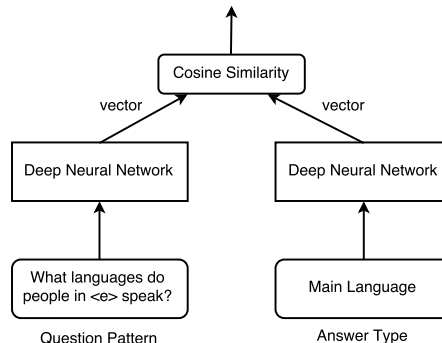 Cosine Similarity
vector
vector
Deep Neural Network
Deep Neural Network
What languages do
people in <e> speak?
Main Language
Question Pattern
Answer Type